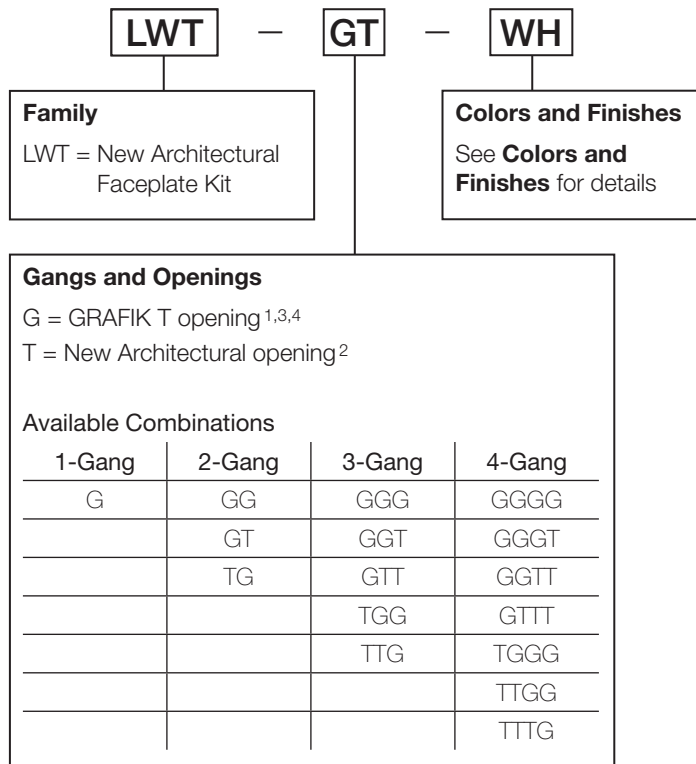 LWT – GT – WH
Family
LWT = New Architectural
Faceplate Kit
Colors and Finishes
See Colors and
Finishes for details
Gangs and Openings
G = GRAFIK T opening 1,3,4
T = New Architectural opening 2
Available Combinations
1-Gang 2-Gang 3-Gang 4-Gang
G GG GGG GGGG
GT GGT GGGT
TG GTT GGTT
TGG GTTT
TTG TGGG
TTGG
TTTG